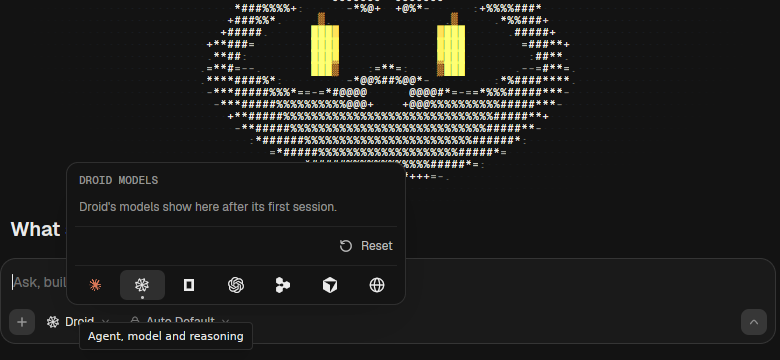 DROID MODELS
Droid's models show here after its first session.
Reset
What
Ask, buil
Droid
Auto Default
Agent, model and reasoning